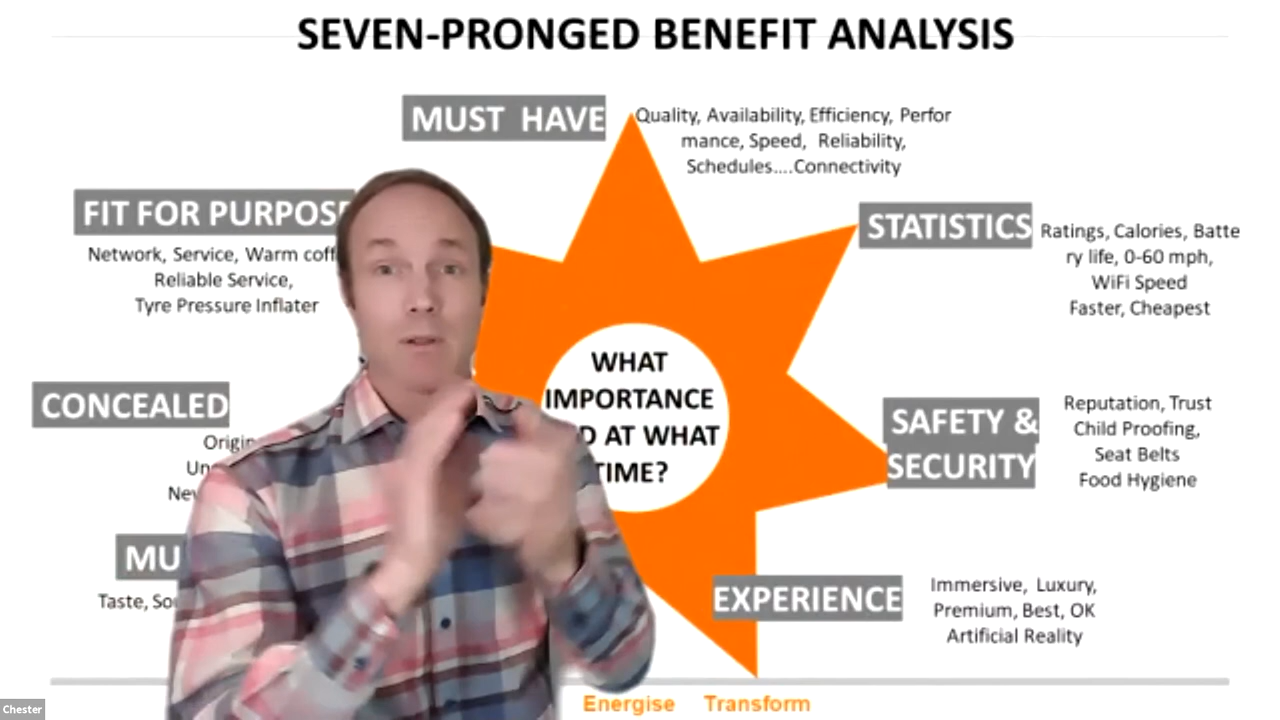 SEVEN-PRONGED BENEFIT ANALYSIS
MUST HAVE
Quality, Availability, Efficiency, Perfor
mance, Speed, Reliability,
Schedules....Connectivity
FIT FOR PURPOSE
Network, Service, Warm coff
Reliable Service,
Tyre Pressure Inflater
STATISTICS
Ratings, Calories, Batte
ry life, 0-60 mph,
WiFi Speed
Faster, Cheapest
WHAT
IMPORTANCE
AT WHAT
TIME?
CONCEALED
SAFETY &
SECURITY
Reputation, Trust
Child Proofing,
Seat Belts
Food Hygiene
Taste,
EXPERIENCE
Immersive, Luxury,
Premium, Best, OK
Artificial Reality
Energise Transform
Chester